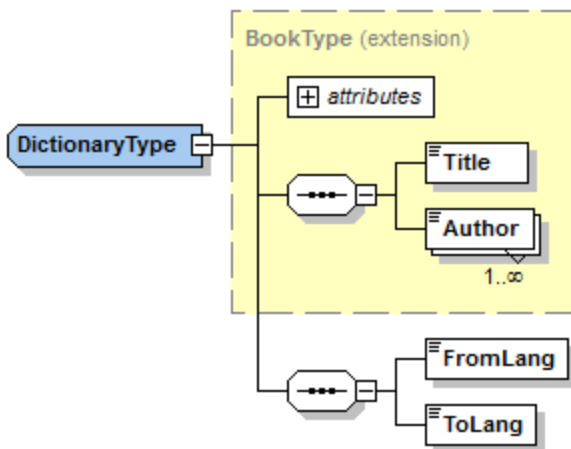 BookType (extension)
attributes
DictionaryType
Title
Author
1..∞
FromLang
ToLang